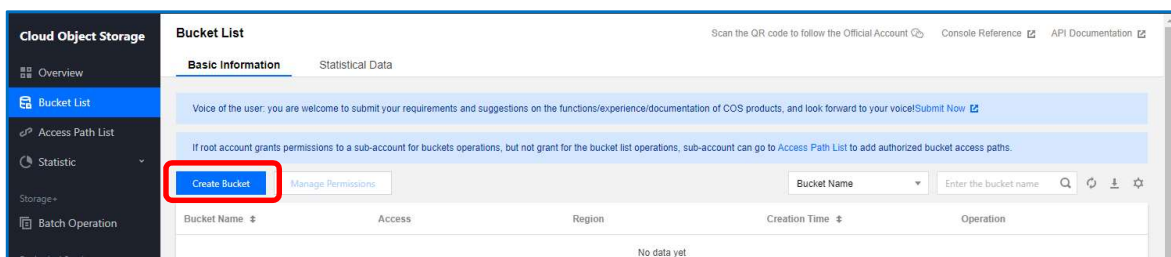 Cloud Object Storage
Overview
Bucket List
Access Path List
Statistic
Storage+
Batch Operation
Bucket List
Scan the QR code to follow the Official Account
Console Reference
API Documentation
Basic Information
Statistical Data
Voice of the user: you are welcome to submit your requirements and suggestions on the functions/experience/documentation of COS products, and look forward to your voice!Submit Now
If root account grants permissions to a sub-account for buckets operations, but not grant for the bucket list operations, sub-account can go to Access Path List to add authorized bucket access paths.
Create Bucket
Manage Permissions
Bucket Name
Enter the bucket name
Bucket Name Access Region Creation Time Operation
No data yet